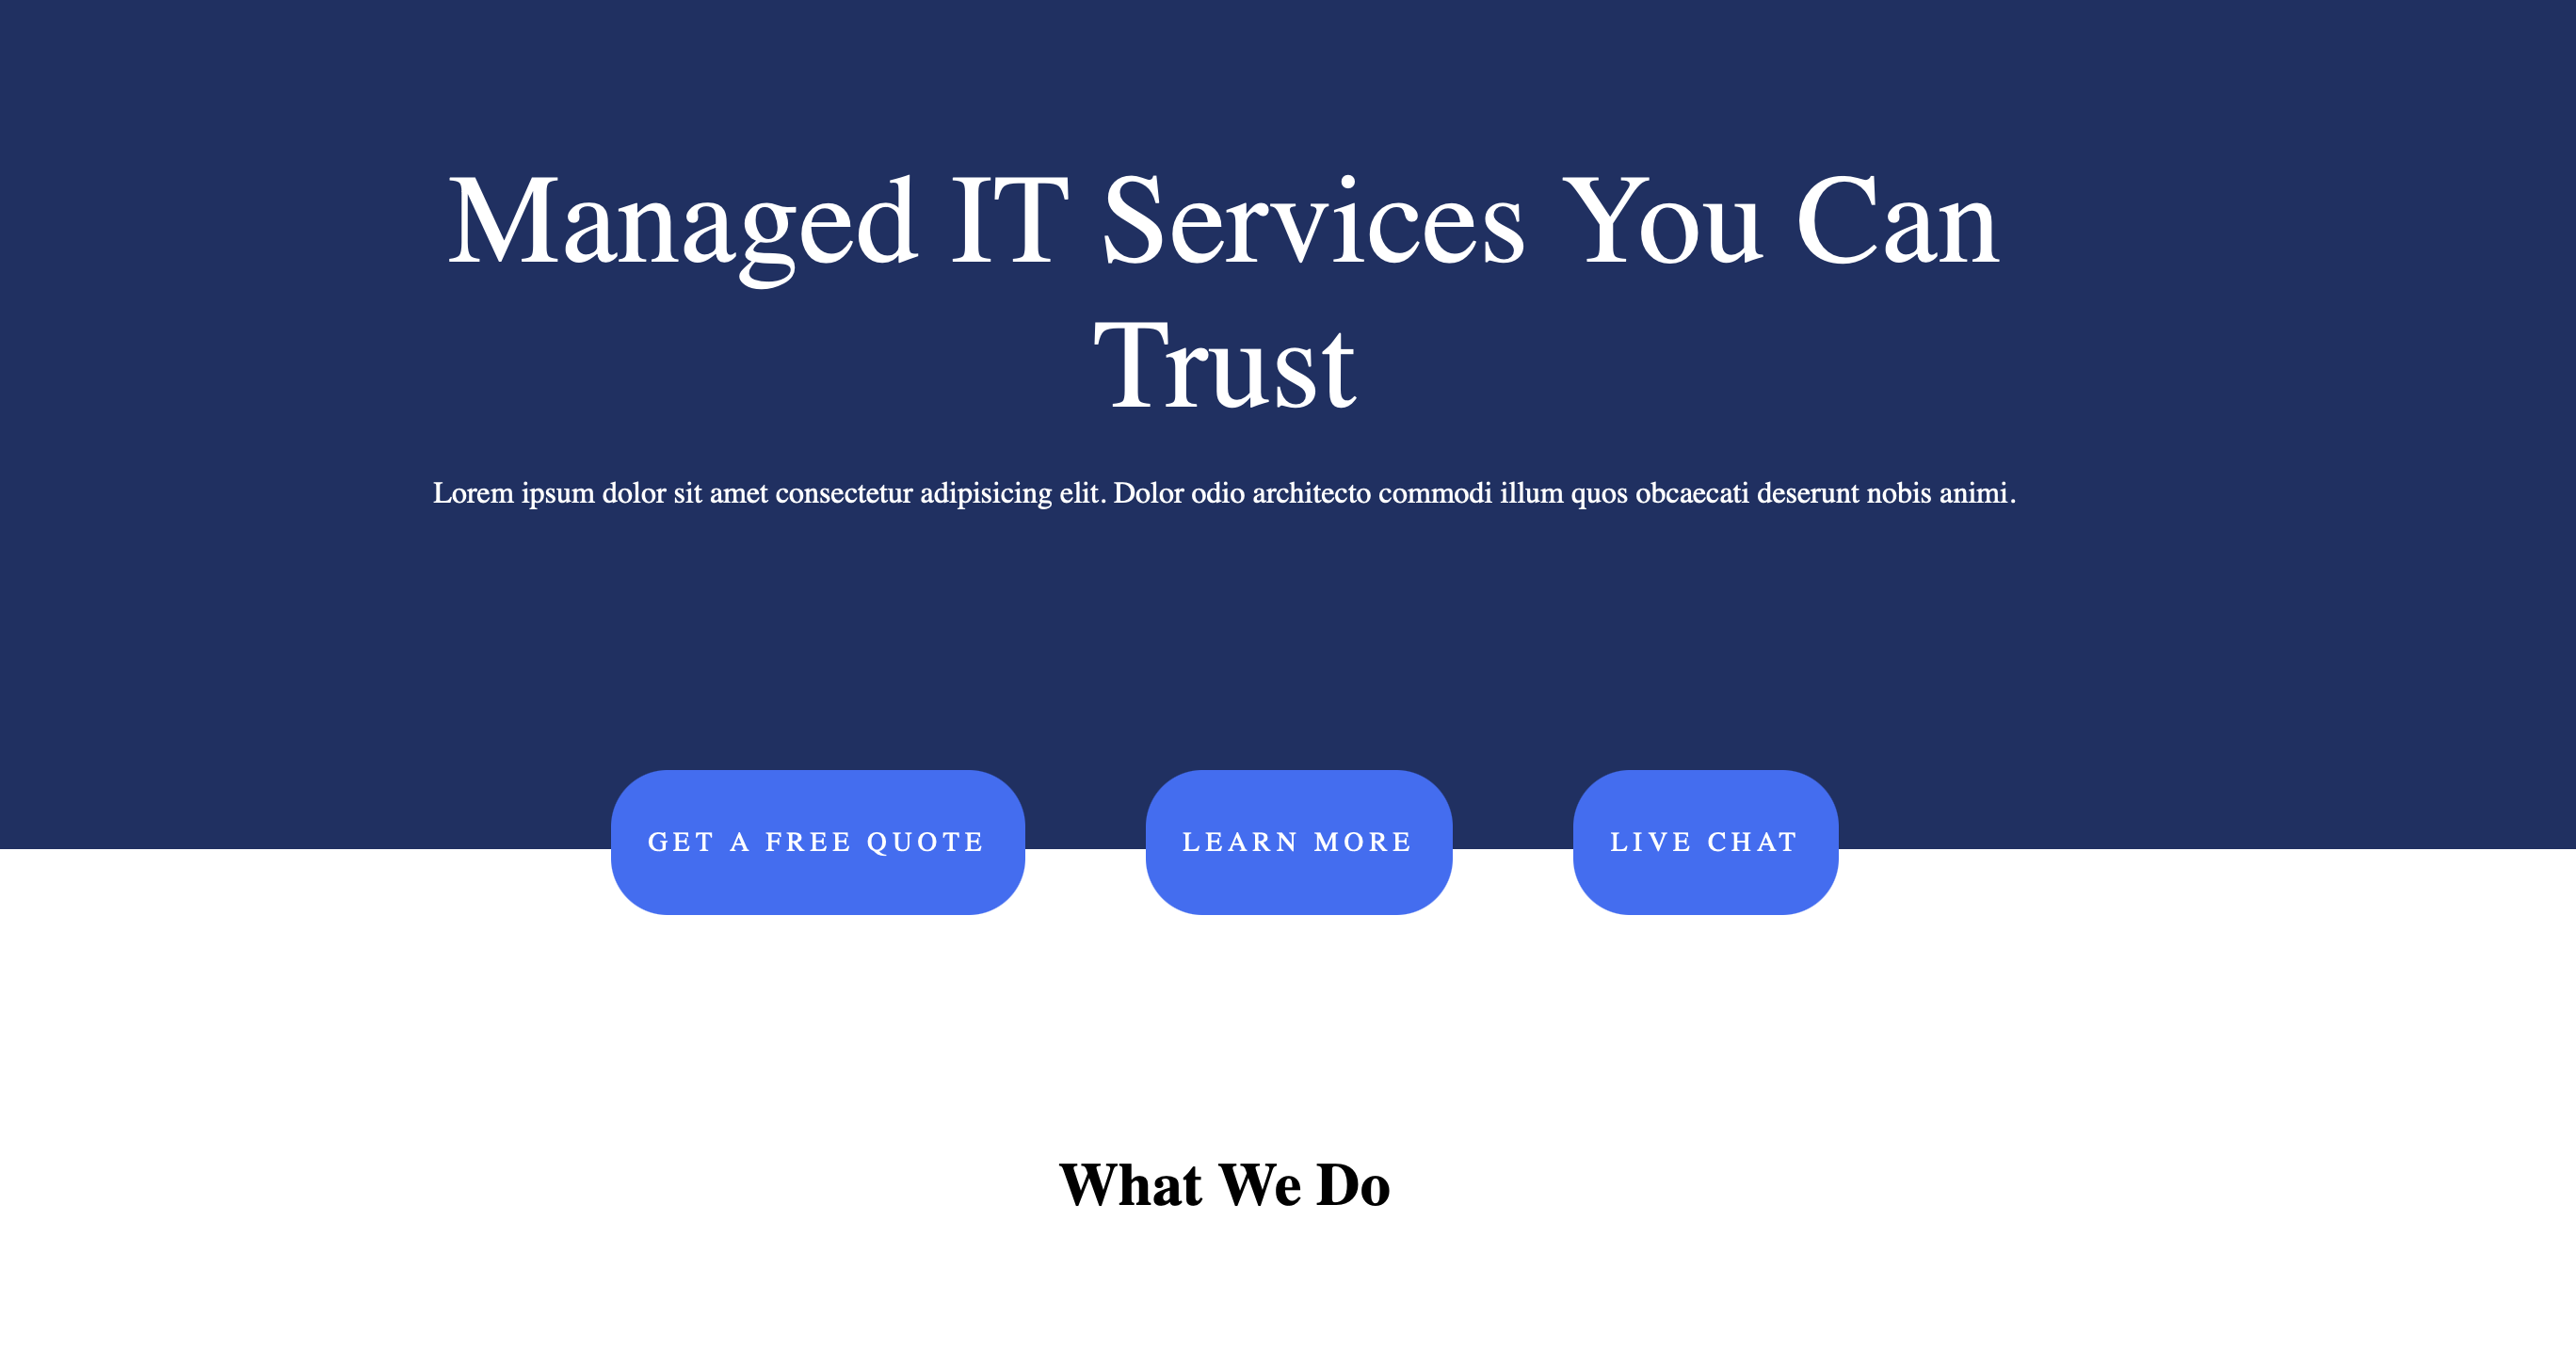 Managed IT Services You Can
Trust
Lorem ipsum dolor sit amet consectetur adipisicing elit. Dolor odio architecto commodi illum quos obcaecati deserunt nobis animi.
GET A FREE QUOTE
LEARN MORE
LIVE CHAT
What We Do